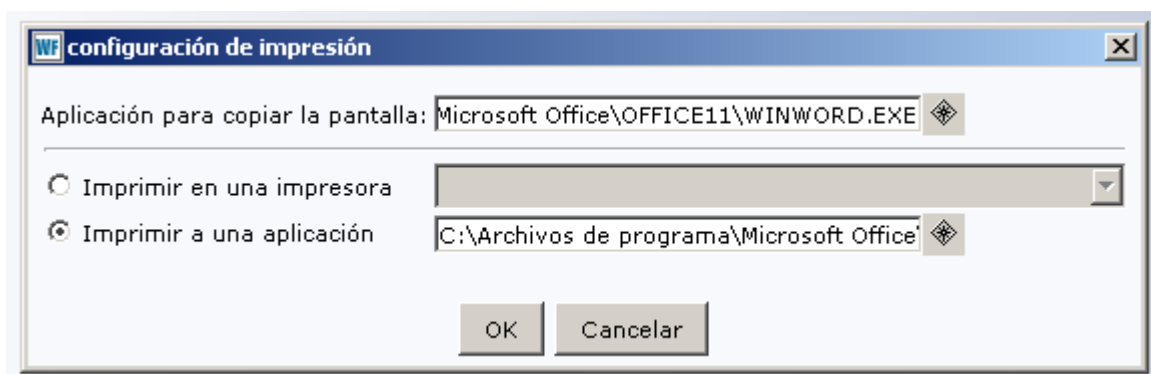 WF configuración de impresión
Aplicación para copiar la pantalla: Microsoft Office\OFFICE11\WINWORD.EXE
Imprimir en una impresora
Imprimir a una aplicación C:\Archivos de programa\Microsoft Office\
OK Cancelar